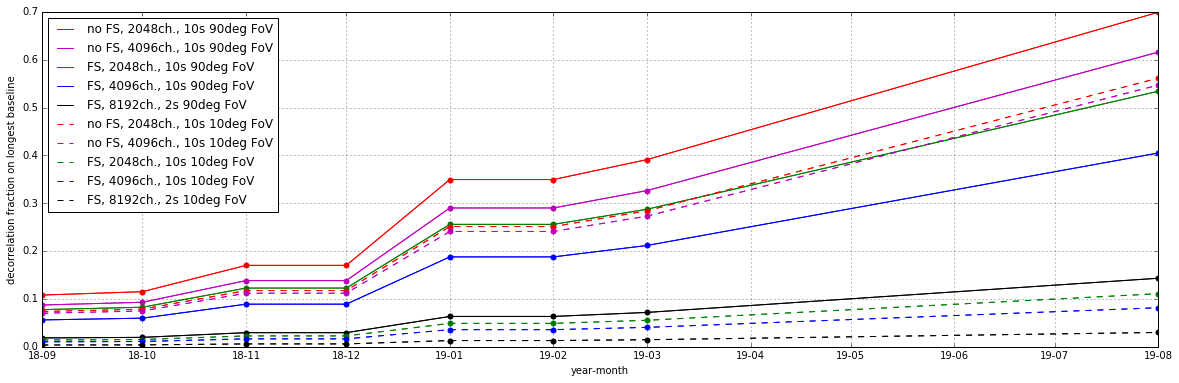 0.7
0.6
0.5
0.4
0.3
0.2
0.1
0.0
decorrelation fraction on longest baseline
no FS, 2048ch., 10s 90deg FoV
no FS, 4096ch., 10s 90deg FoV
FS, 2048ch., 10s 90deg FoV
FS, 4096ch., 10s 90deg FoV
FS, 8192ch., 2s 90deg FoV
no FS, 2048ch., 10s 10deg FoV
no FS, 4096ch., 10s 10deg FoV
FS, 2048ch., 10s 10deg FoV
FS, 4096ch., 10s 10deg FoV
FS, 8192ch., 2s 10deg FoV
18-09 18-10 18-11 18-12 19-01 19-02 19-03 19-04 19-05 19-06 19-07 19-08
year-month